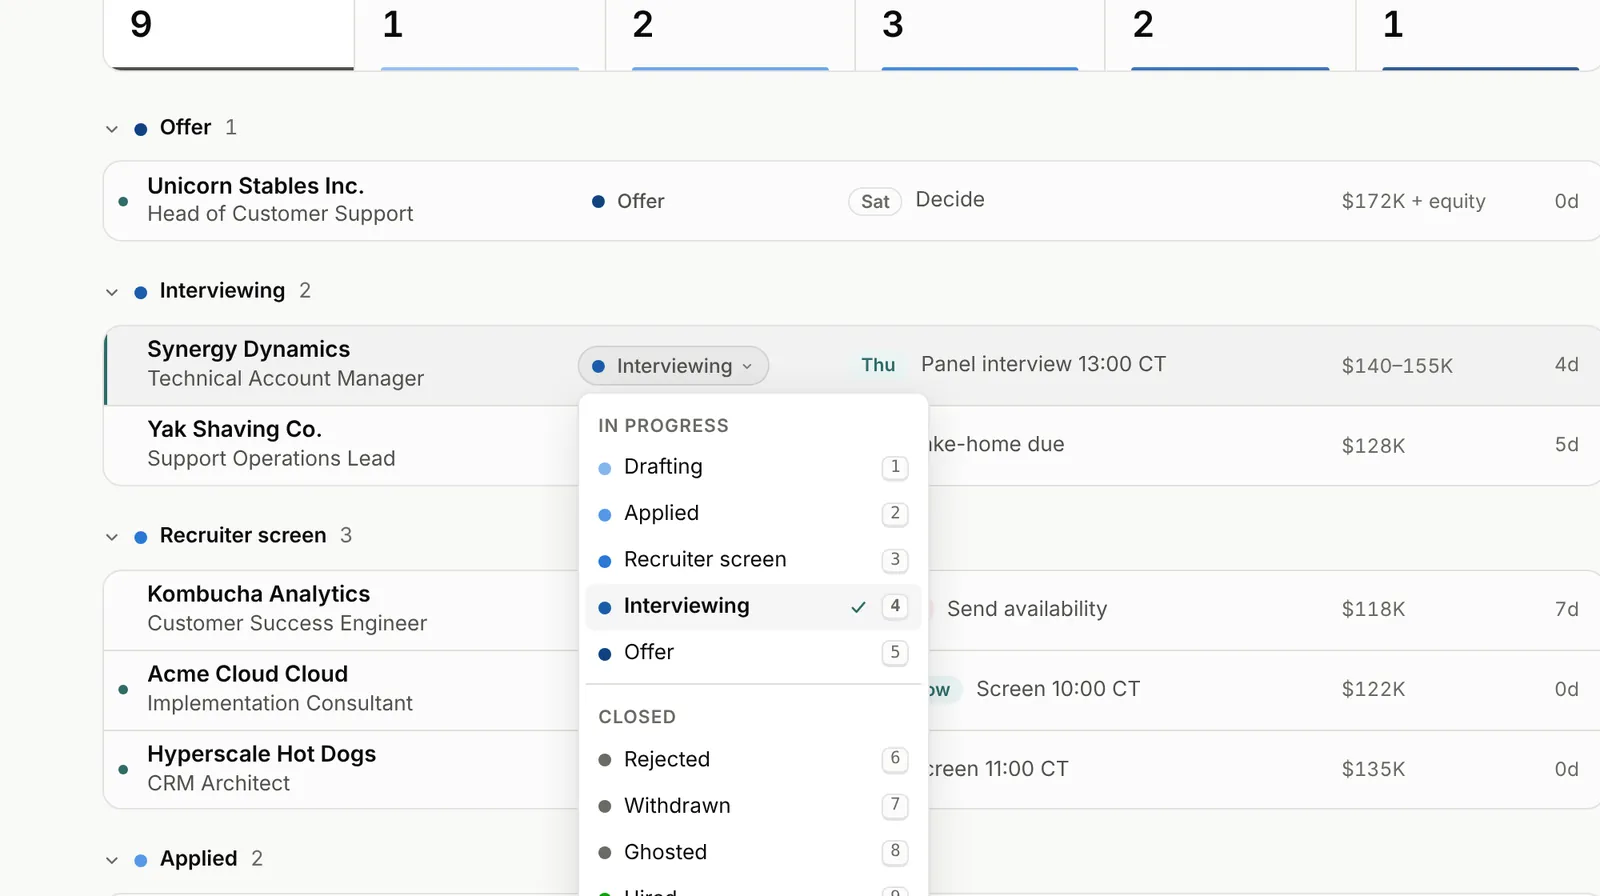 9 1 2 3 2 1
Offer 1
Unicorn Stables Inc.
Head of Customer Support
Offer
Sat Decide
$172K + equity
0d
Interviewing 2
Synergy Dynamics
Technical Account Manager
Interviewing
Thu Panel interview 13:00 CT
$140–155K
4d
Yak Shaving Co.
Support Operations Lead
ake-home due
$128K
5d
IN PROGRESS
Drafting 1
Applied 2
Recruiter screen 3
Interviewing 4
Offer 5
CLOSED
Rejected 6
Withdrawn 7
Ghosted 8
Hired 9
Recruiter screen 3
Kombucha Analytics
Customer Success Engineer
Send availability
$118K
7d
Acme Cloud Cloud
Implementation Consultant
ow Screen 10:00 CT
$122K
0d
Hyperscale Hot Dogs
CRM Architect
creen 11:00 CT
$135K
0d
Applied 2